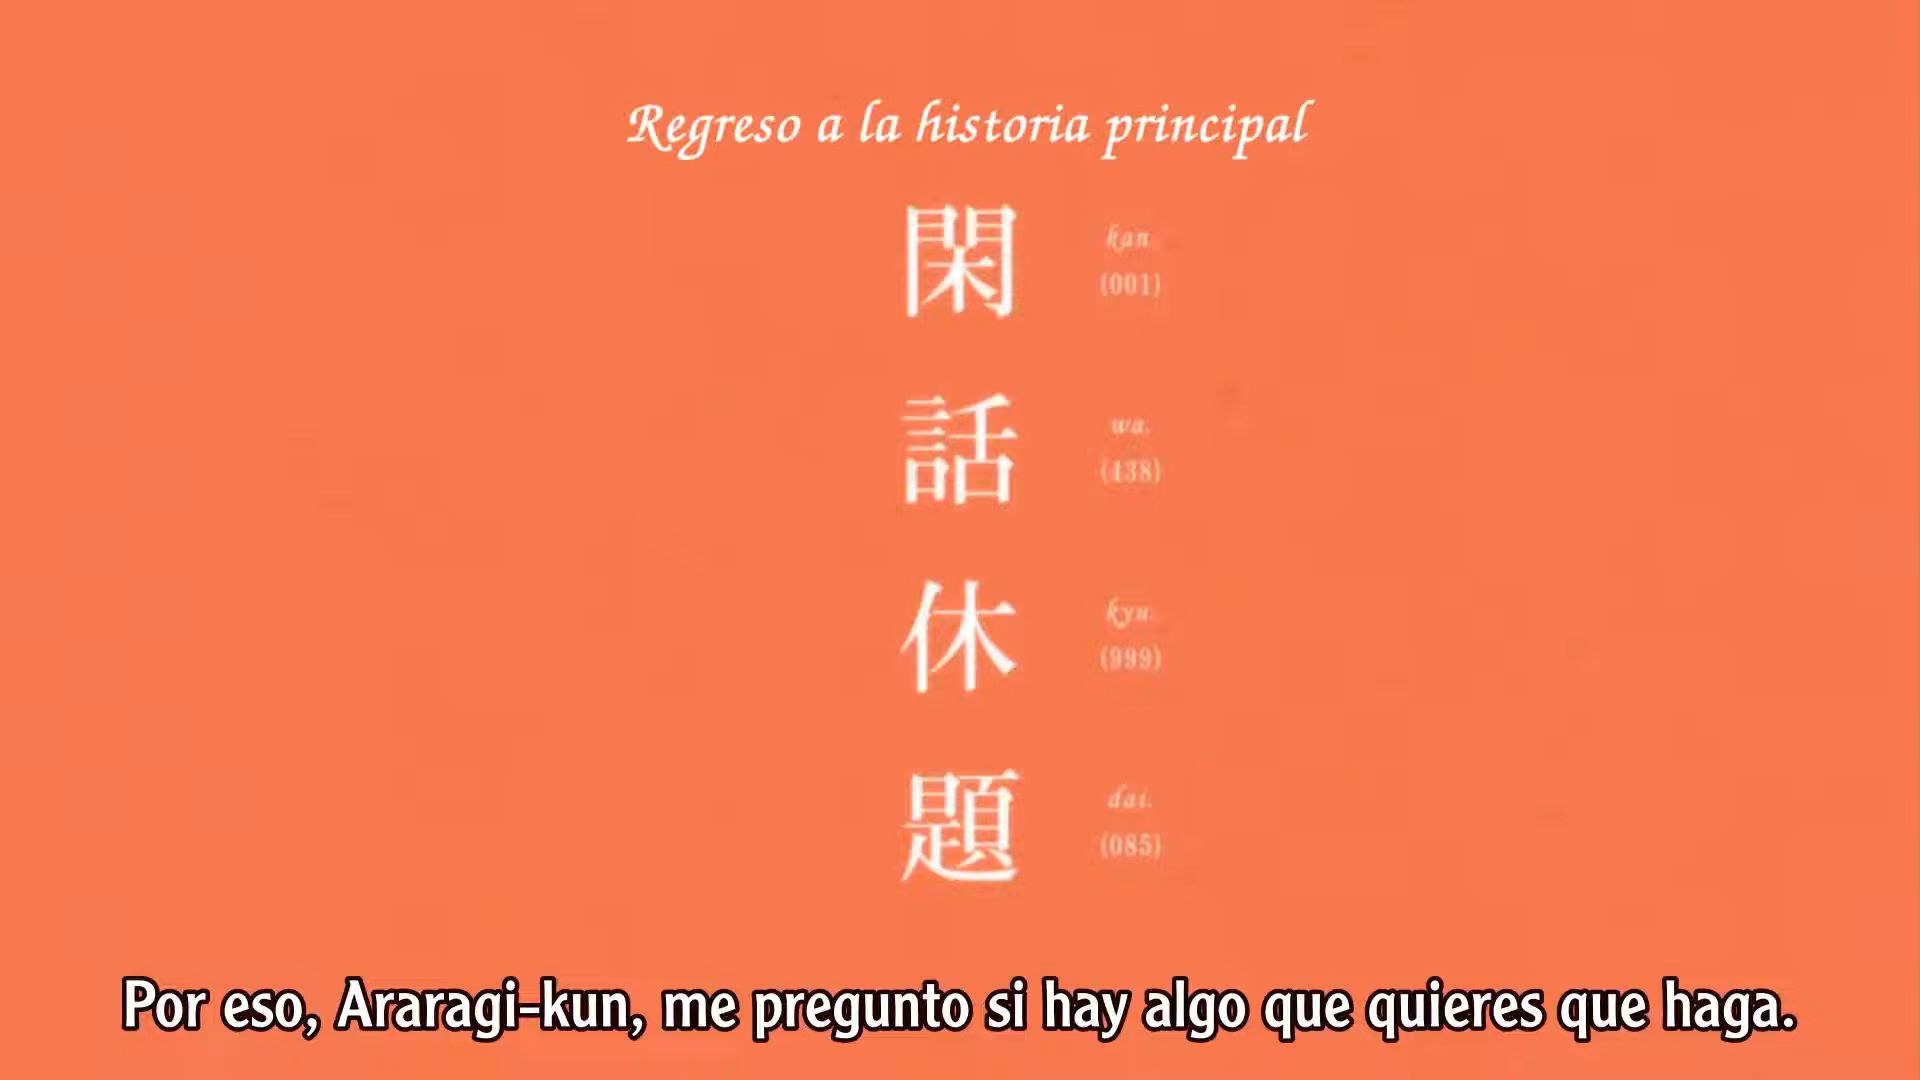 Regreso a la historia principal
閑
kan.
(001)
話
wa.
(438)
休
kyu.
(999)
題
dai.
(085)
Por eso, Araragi-kun, me pregunto si hay algo que quieres que haga.